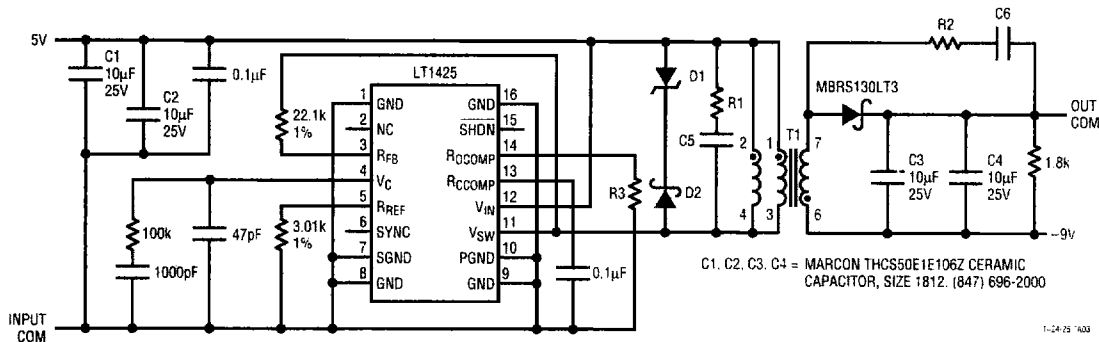 5V
C1
10µF
25V
C2
10µF
25V
0.1µF
22.1k
1%
LT1425
1 GND
2 NC
3 RFB
4 VC
5 RREF
6 SYNC
7 SGND
8 GND
GND 16
SHDN 15
ROCOMP 14
RCCOMP 13
VIN 12
VSW 11
PGND 10
GND 9
100k
1000pF
47pF
3.01k
1%
R3
0.1µF
D1
D2
R1
C5
2
4
1
3
T1
7
6
R2
C6
MBRS130LT3
C3
10µF
25V
C4
10µF
25V
1.8k
OUT
COM
–9V
INPUT
COM
C1, C2, C3, C4 = MARCON THCS50E1E106Z CERAMIC
CAPACITOR, SIZE 1812. (847) 696-2000